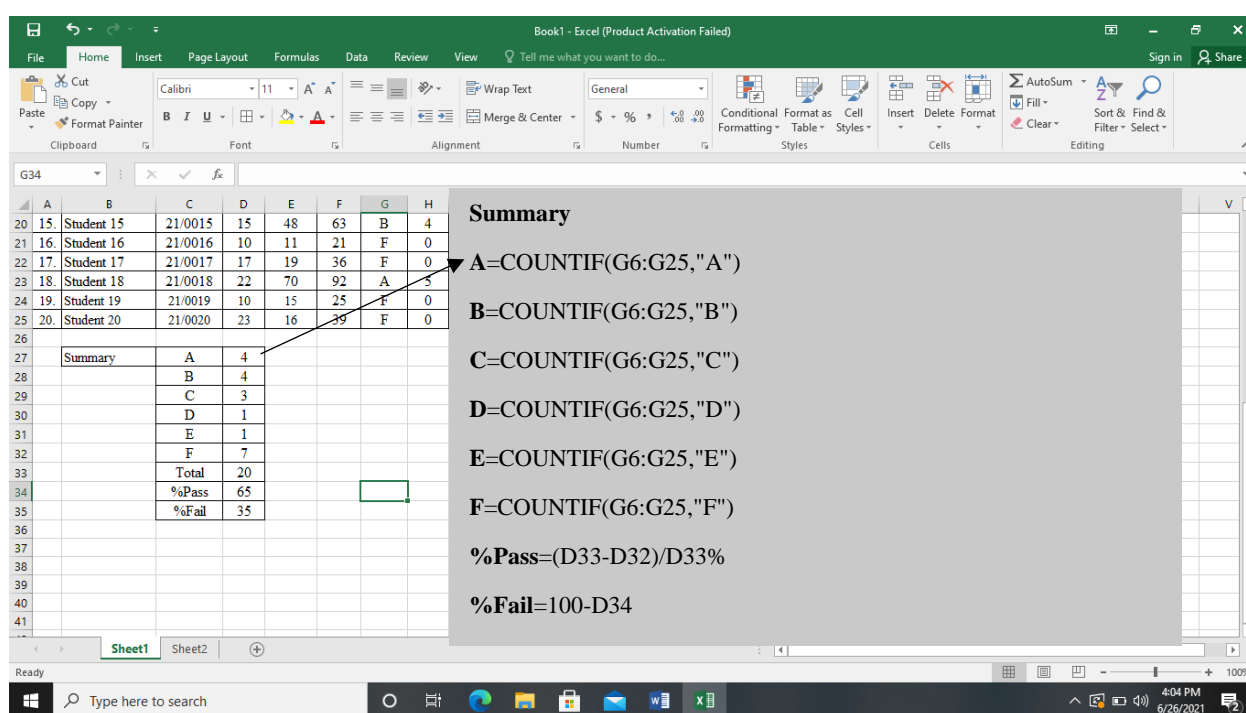 Book1 - Excel (Product Activation Failed)
File Home Insert Page Layout Formulas Data Review View Tell me what you want to do... Sign in Share
Cut
Copy
Format Painter
Paste
Calibri 11 A A
B I U A
Wrap Text
Merge & Center
General
$ % , .00 .00
Conditional Formatting Format as Table Cell Styles
Insert Delete Format
AutoSum
Fill
Clear
Sort & Filter Find & Select
Clipboard Font Alignment Number Styles Cells Editing
G34 fx
A B C D E F G H V
20 15. Student 15 21/0015 15 48 63 B 4
21 16. Student 16 21/0016 10 11 21 F 0
22 17. Student 17 21/0017 17 19 36 F 0
23 18. Student 18 21/0018 22 70 92 A 5
24 19. Student 19 21/0019 10 15 25 F 0
25 20. Student 20 21/0020 23 16 39 F 0
26
27 Summary A 4
28 B 4
29 C 3
30 D 1
31 E 1
32 F 7
33 Total 20
34 %Pass 65
35 %Fail 35
36
37
38
39
40
41
Summary
A=COUNTIF(G6:G25,"A")
B=COUNTIF(G6:G25,"B")
C=COUNTIF(G6:G25,"C")
D=COUNTIF(G6:G25,"D")
E=COUNTIF(G6:G25,"E")
F=COUNTIF(G6:G25,"F")
%Pass=(D33-D32)/D33%
%Fail=100-D34
Sheet1 Sheet2
Ready 100%
Type here to search
4:04 PM
6/26/2021
2